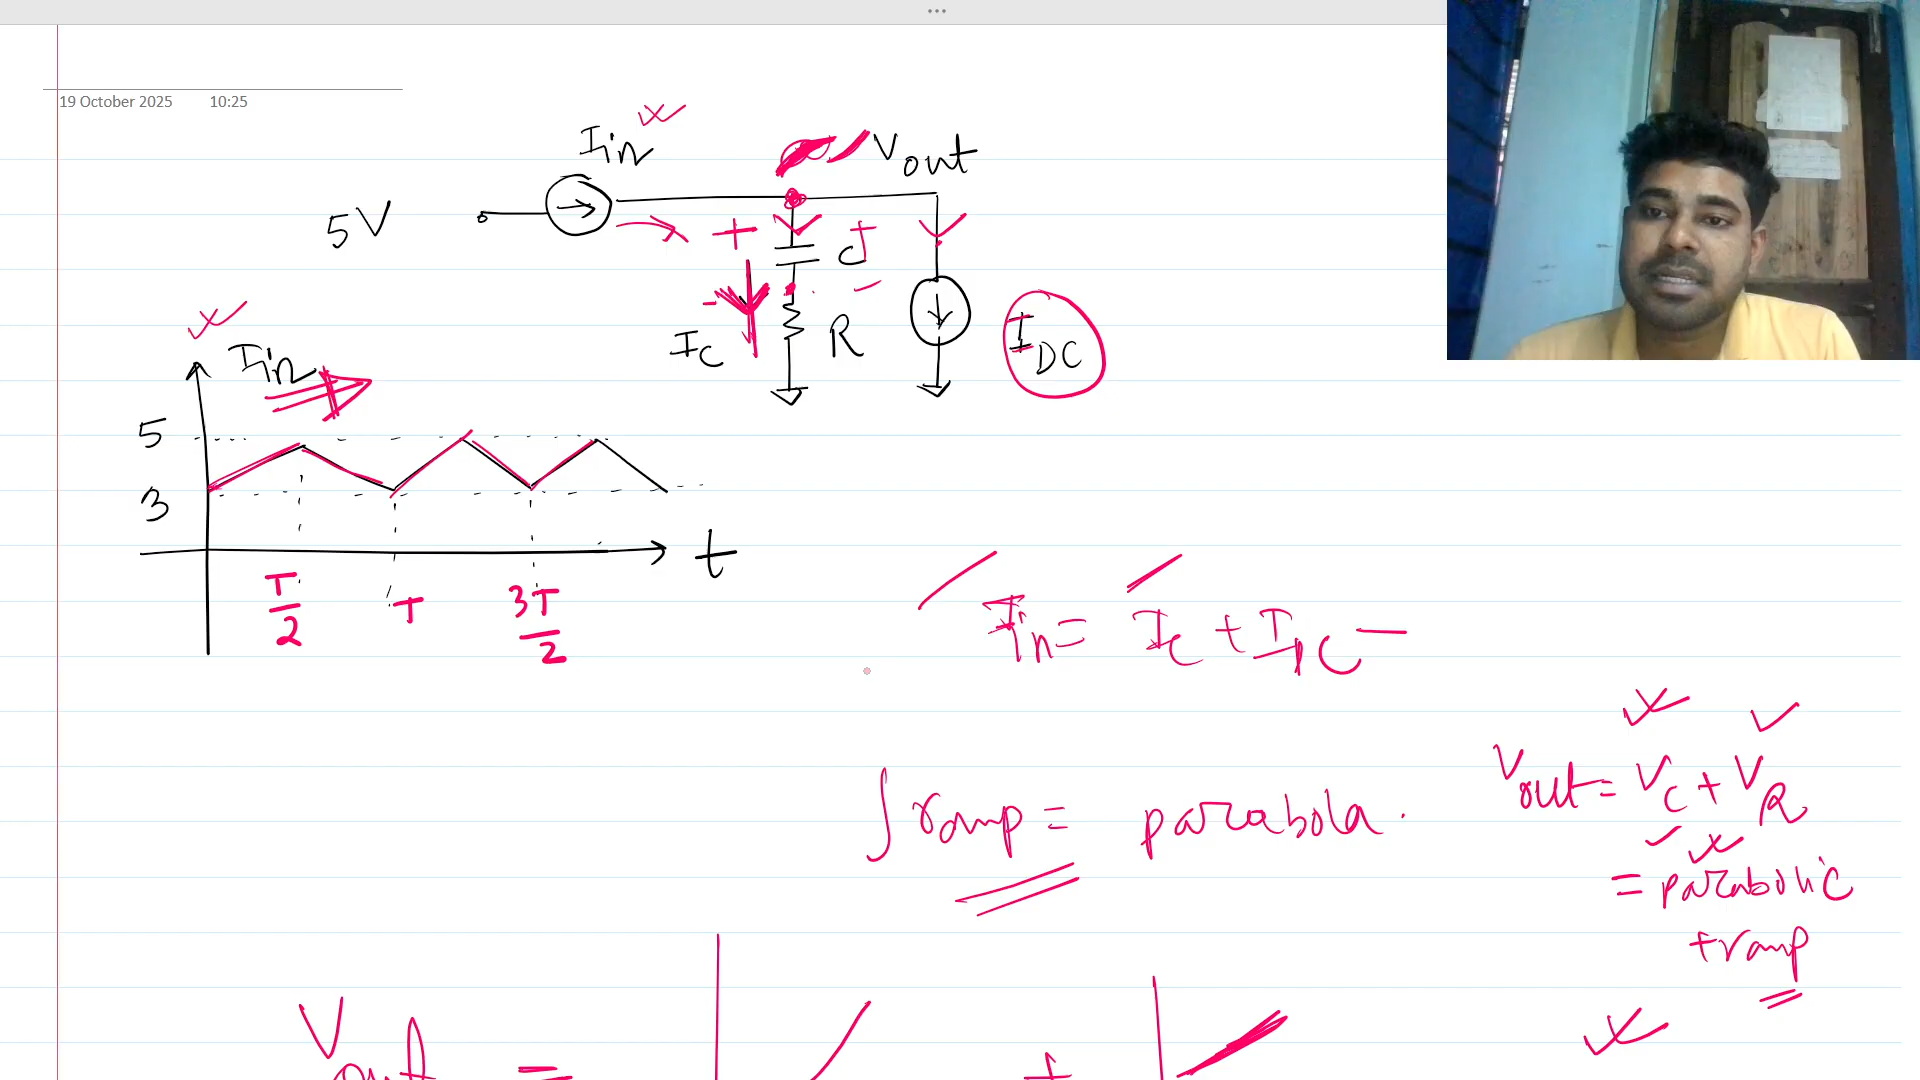 19 October 2025 10:25
Iin
Vout
5V
+ C +
- -
IC R IDC
Iin
5
3
t
T/2 T 3T/2
Iin = IC + IDC
∫ramp = parabola.
Vout = VC + VR
= parabolic
+ramp
Vout = +